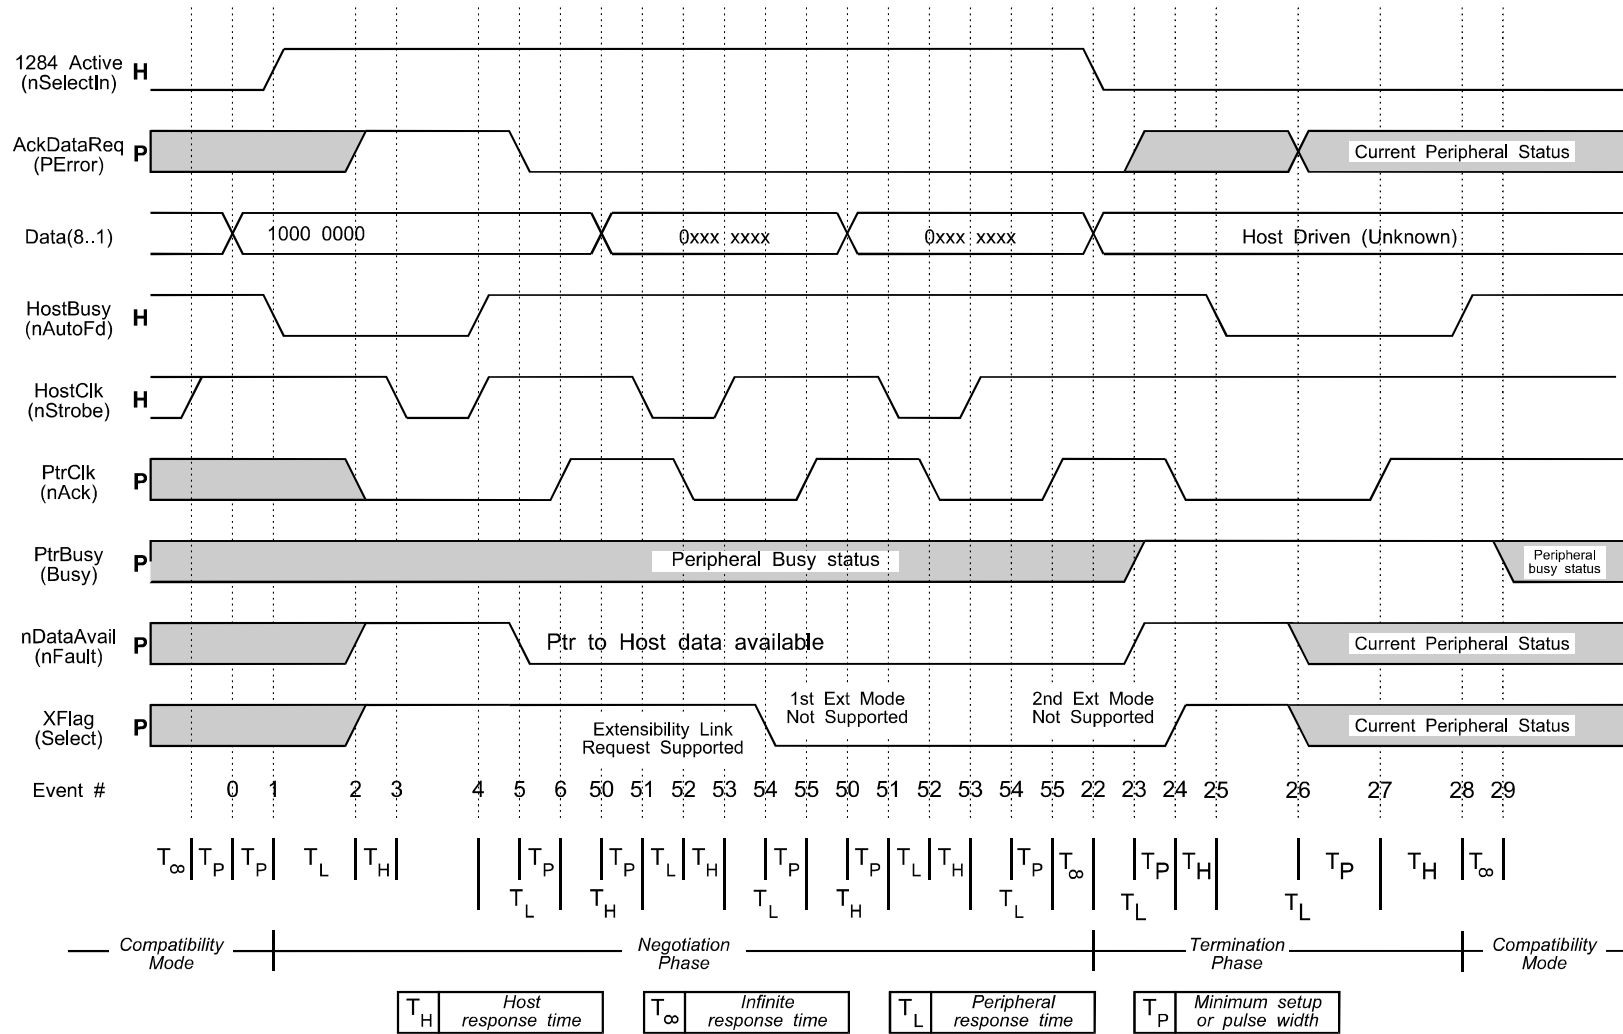 1284 Active
(nSelectIn)
H
AckDataReq
(PError)
P
Current Peripheral Status
Data(8..1)
1000 0000
0xxx xxxx
0xxx xxxx
Host Driven (Unknown)
HostBusy
(nAutoFd)
H
HostClk
(nStrobe)
H
PtrClk
(nAck)
P
PtrBusy
(Busy)
P
Peripheral Busy status
Peripheral
busy status
nDataAvail
(nFault)
P
Ptr to Host data available
Current Peripheral Status
XFlag
(Select)
P
Extensibility Link
Request Supported
1st Ext Mode
Not Supported
2nd Ext Mode
Not Supported
Current Peripheral Status
Event # 0 1 2 3 4 5 6 50 51 52 53 54 55 50 51 52 53 54 55 22 23 24 25 26 27 28 29
T∞ TP TP TL TH TP TP TL TH TP TP TL TH TP T∞ TP TH TP TH T∞
TL TH TL TH TL TL TL
Compatibility
Mode
Negotiation
Phase
Termination
Phase
Compatibility
Mode
TH Host
response time
T∞ Infinite
response time
TL Peripheral
response time
TP Minimum setup
or pulse width